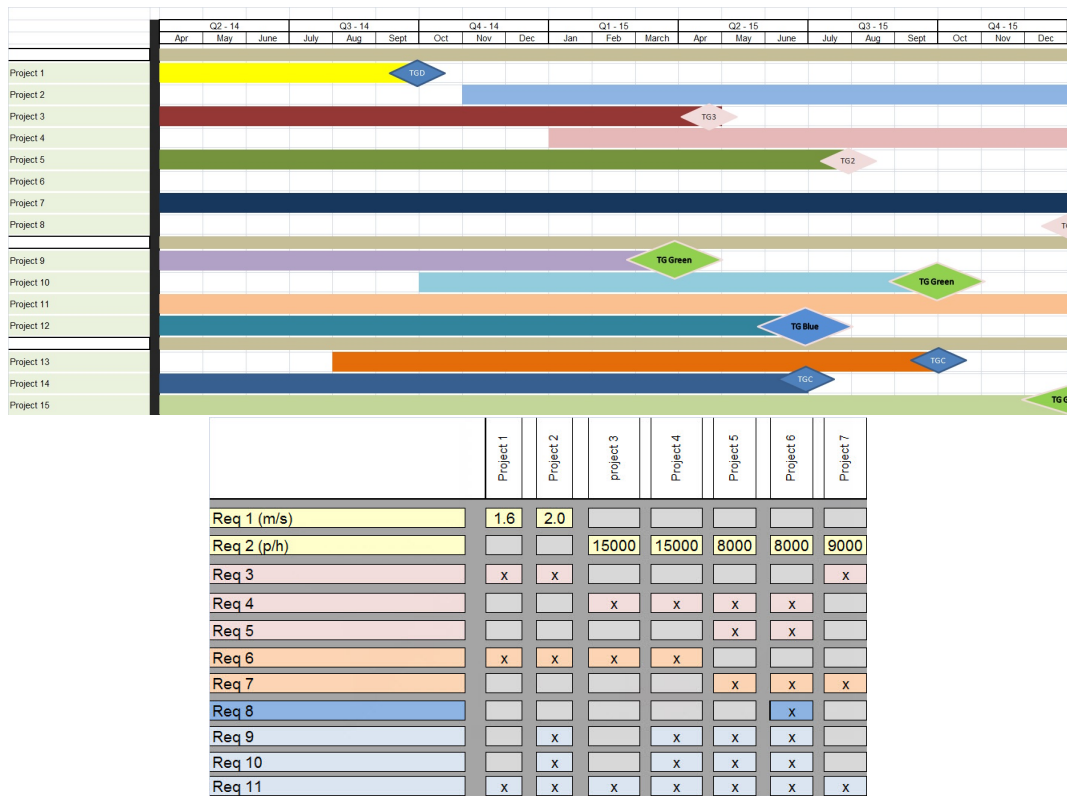 Q2 - 14 Q3 - 14 Q4 - 14 Q1 - 15 Q2 - 15 Q3 - 15 Q4 - 15
Apr May June July Aug Sept Oct Nov Dec Jan Feb March Apr May June July Aug Sept Oct Nov Dec
Project 1 TGD
Project 2
Project 3 TG3
Project 4
Project 5 TG2
Project 6
Project 7
Project 8
Project 9 TG Green
Project 10 TG Green
Project 11
Project 12 TG Blue
Project 13 TGC
Project 14 TGC
Project 15 TG G
Project 1 Project 2 project 3 Project 4 Project 5 Project 6 Project 7
Req 1 (m/s) 1.6 2.0
Req 2 (p/h) 15000 15000 8000 8000 9000
Req 3 x x x
Req 4 x x x x
Req 5 x x
Req 6 x x x x
Req 7 x x x
Req 8 x
Req 9 x x x x
Req 10 x x x x
Req 11 x x x x x x x